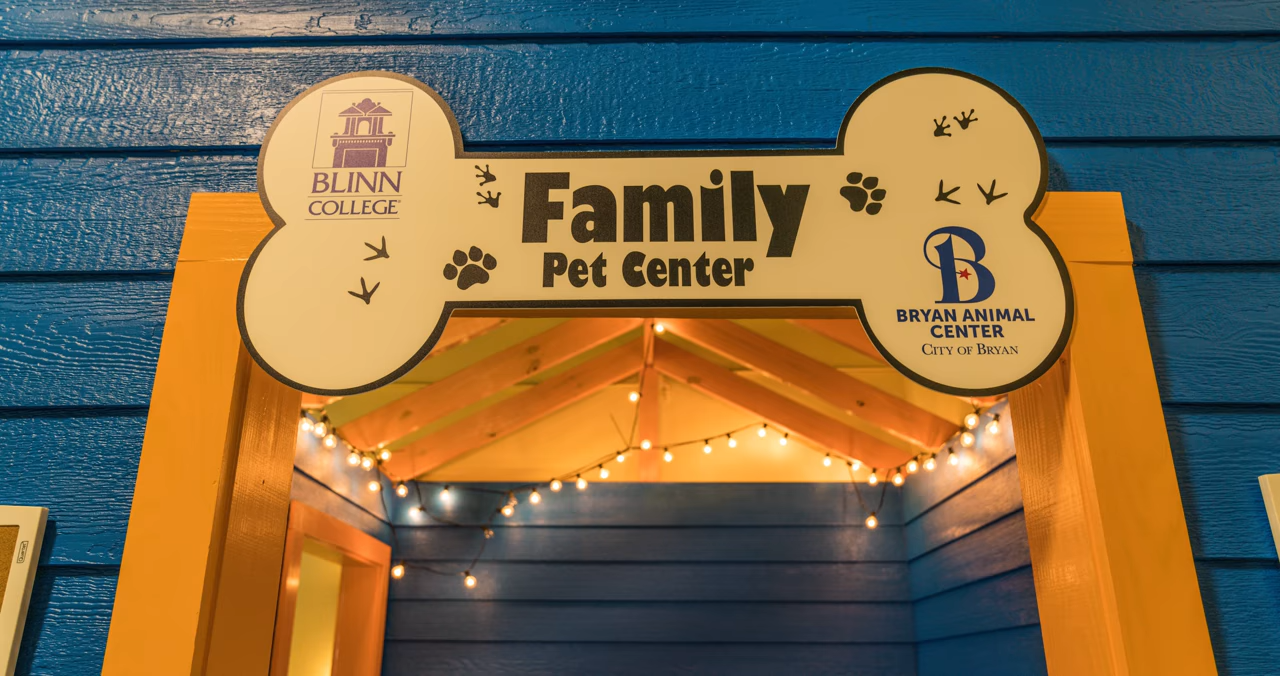 BLINN
COLLEGE
Family
Pet Center
B
BRYAN ANIMAL
CENTER
CITY OF BRYAN